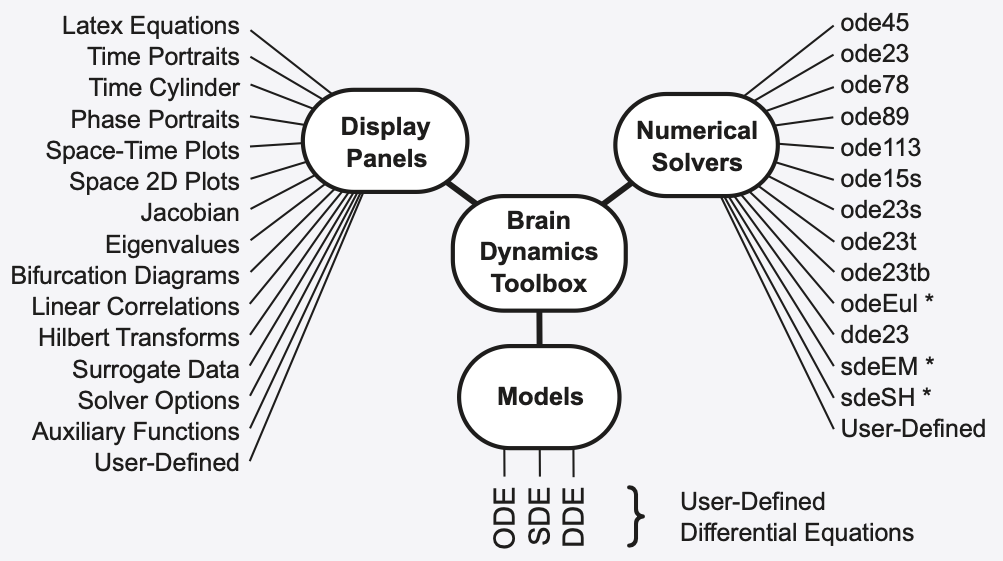 Latex Equations
Time Portraits
Time Cylinder
Phase Portraits
Space-Time Plots
Space 2D Plots
Jacobian
Eigenvalues
Bifurcation Diagrams
Linear Correlations
Hilbert Transforms
Surrogate Data
Solver Options
Auxiliary Functions
User-Defined
Display
Panels
Brain
Dynamics
Toolbox
Numerical
Solvers
ode45
ode23
ode78
ode89
ode113
ode15s
ode23s
ode23t
ode23tb
odeEul *
dde23
sdeEM *
sdeSH *
User-Defined
Models
ODE
SDE
DDE
}
User-Defined
Differential Equations